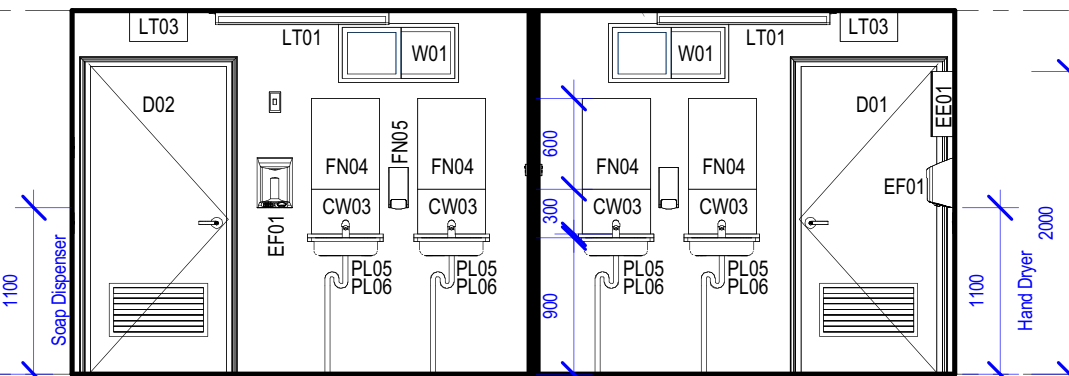 LT03
LT01
W01
LT01
LT03
D02
D01
EE01
600
FN05
FN04
FN04
FN04
FN04
EF01
CW03
CW03
300
CW03
CW03
EF01
2000
PL05
PL06
PL05
PL06
PL05
PL06
PL05
PL06
1100
Soap Dispenser
900
1100
Hand Dryer
W01